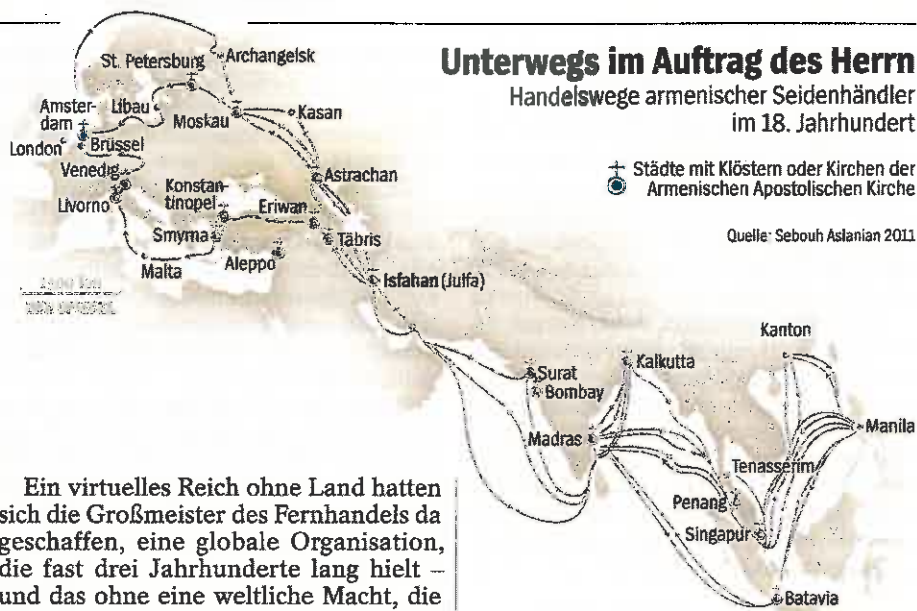 Unterwegs im Auftrag des Herrn
Handelswege armenischer Seidenhändler
im 18. Jahrhundert
Städte mit Klöstern oder Kirchen der
Armenischen Apostolischen Kirche
Quelle: Sebouh Aslanian 2011
St. Petersburg
Archangelsk
Amster-
dam
Libau
Moskau
Kasan
London
Brüssel
Venedig
Astrachan
Livorno
Konstan-
tinopel
Eriwan
Smyrna
Täbris
Malta
Aleppo
Isfahan (Julfa)
Kanton
Surat
Kalkutta
Bombay
Madras
Manila
Tenasserim
Penang
Singapur
Batavia
Ein virtuelles Reich ohne Land hatten
sich die Großmeister des Fernhandels da
geschaffen, eine globale Organisation,
die fast drei Jahrhunderte lang hielt –
und das ohne eine weltliche Macht, die